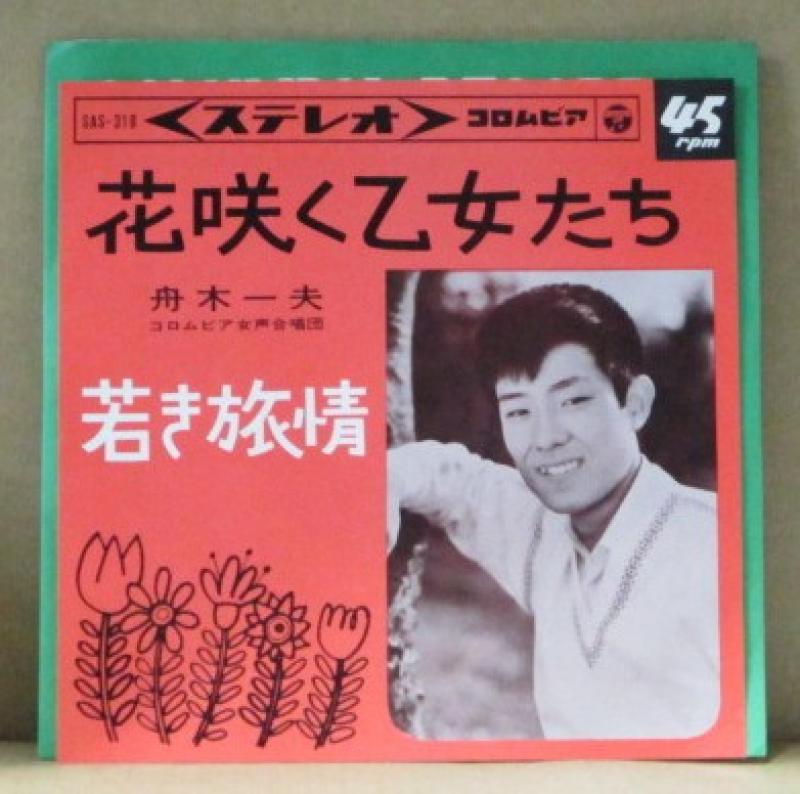 SAS-318 <ステレオ> コロムビア
45
rpm
花咲く乙女たち
舟木一夫
コロムビア女声合唱団
若き旅情